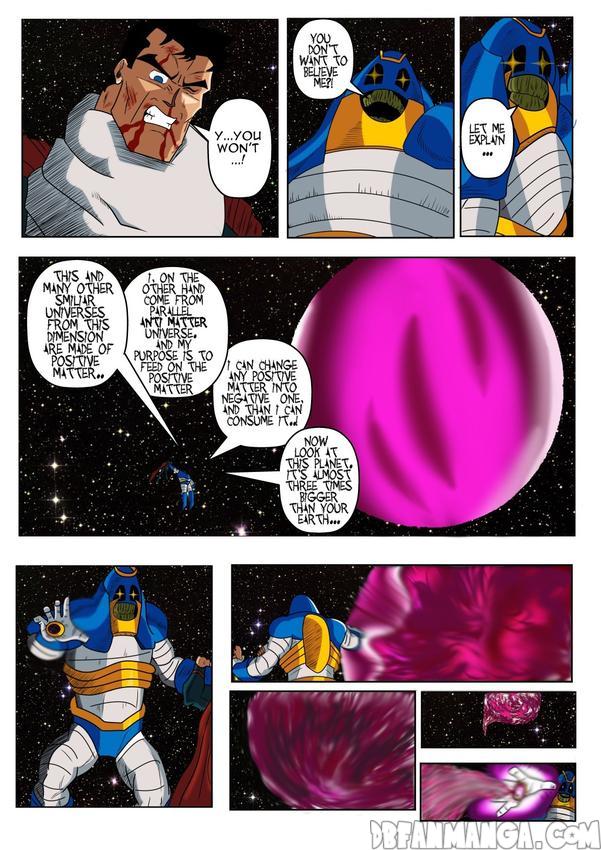 Y...YOU
WON'T
...!
YOU
DON'T
WANT TO
BELIEVE
ME?!
LET ME
EXPLAIN
...
THIS AND
MANY OTHER
SMILIAR
UNIVERSES
FROM THIS
DIMENSION
ARE MADE OF
POSITIVE
MATTER..
I, ON THE
OTHER HAND
COME FROM
PARALLEL
ANTI MATTER
UNIVERSE,
AND MY
PURPOSE IS TO
FEED ON THE
POSITIVE
MATTER
I CAN CHANGE
ANY POSITIVE
MATTER INTO
NEGATIVE ONE,
AND THAN I CAN
CONSUME IT..!
NOW
LOOK AT
THIS PLANET,
IT'S ALMOST
THREE TIMES
BIGGER
THAN YOUR
EARTH...
DBFANMANGA.COM